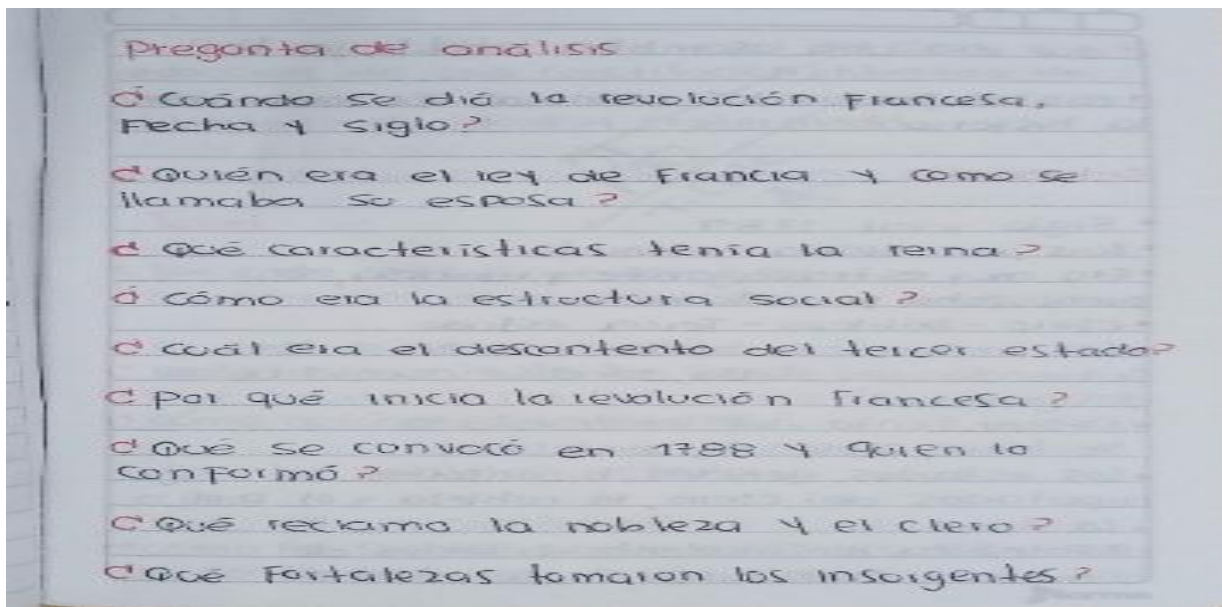 Pregunta de análisis
¿Cuándo se dió la revolución Francesa,
Fecha y siglo?
¿Quién era el rey de Francia y como se
llamaba su esposa?
¿Qué características tenía la reina?
¿Cómo era la estructura social?
¿Cuál era el descontento del tercer estado?
¿Por qué inicia la revolución francesa?
¿Qué se convocó en 1788 y quien lo
conformó?
¿Qué reclamo la nobleza y el clero?
¿Qué Fortalezas tomaron los insurgentes?
Norma